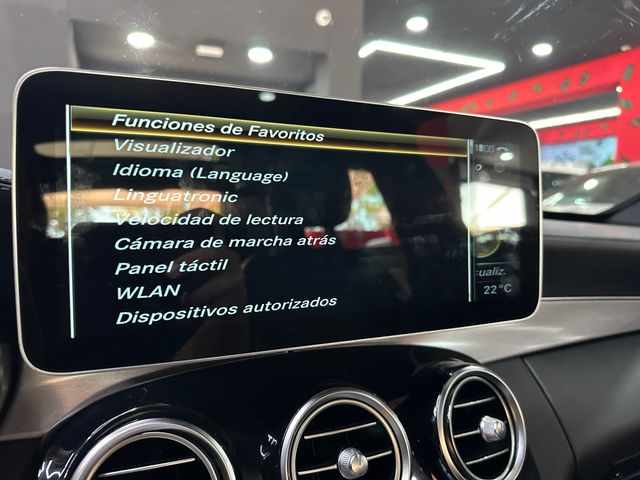 Funciones de Favoritos
Visualizador
Idioma (Language)
Linguatronic
Velocidad de lectura
Cámara de marcha atrás
Panel táctil
WLAN
Dispositivos autorizados
sualiz.
22°C